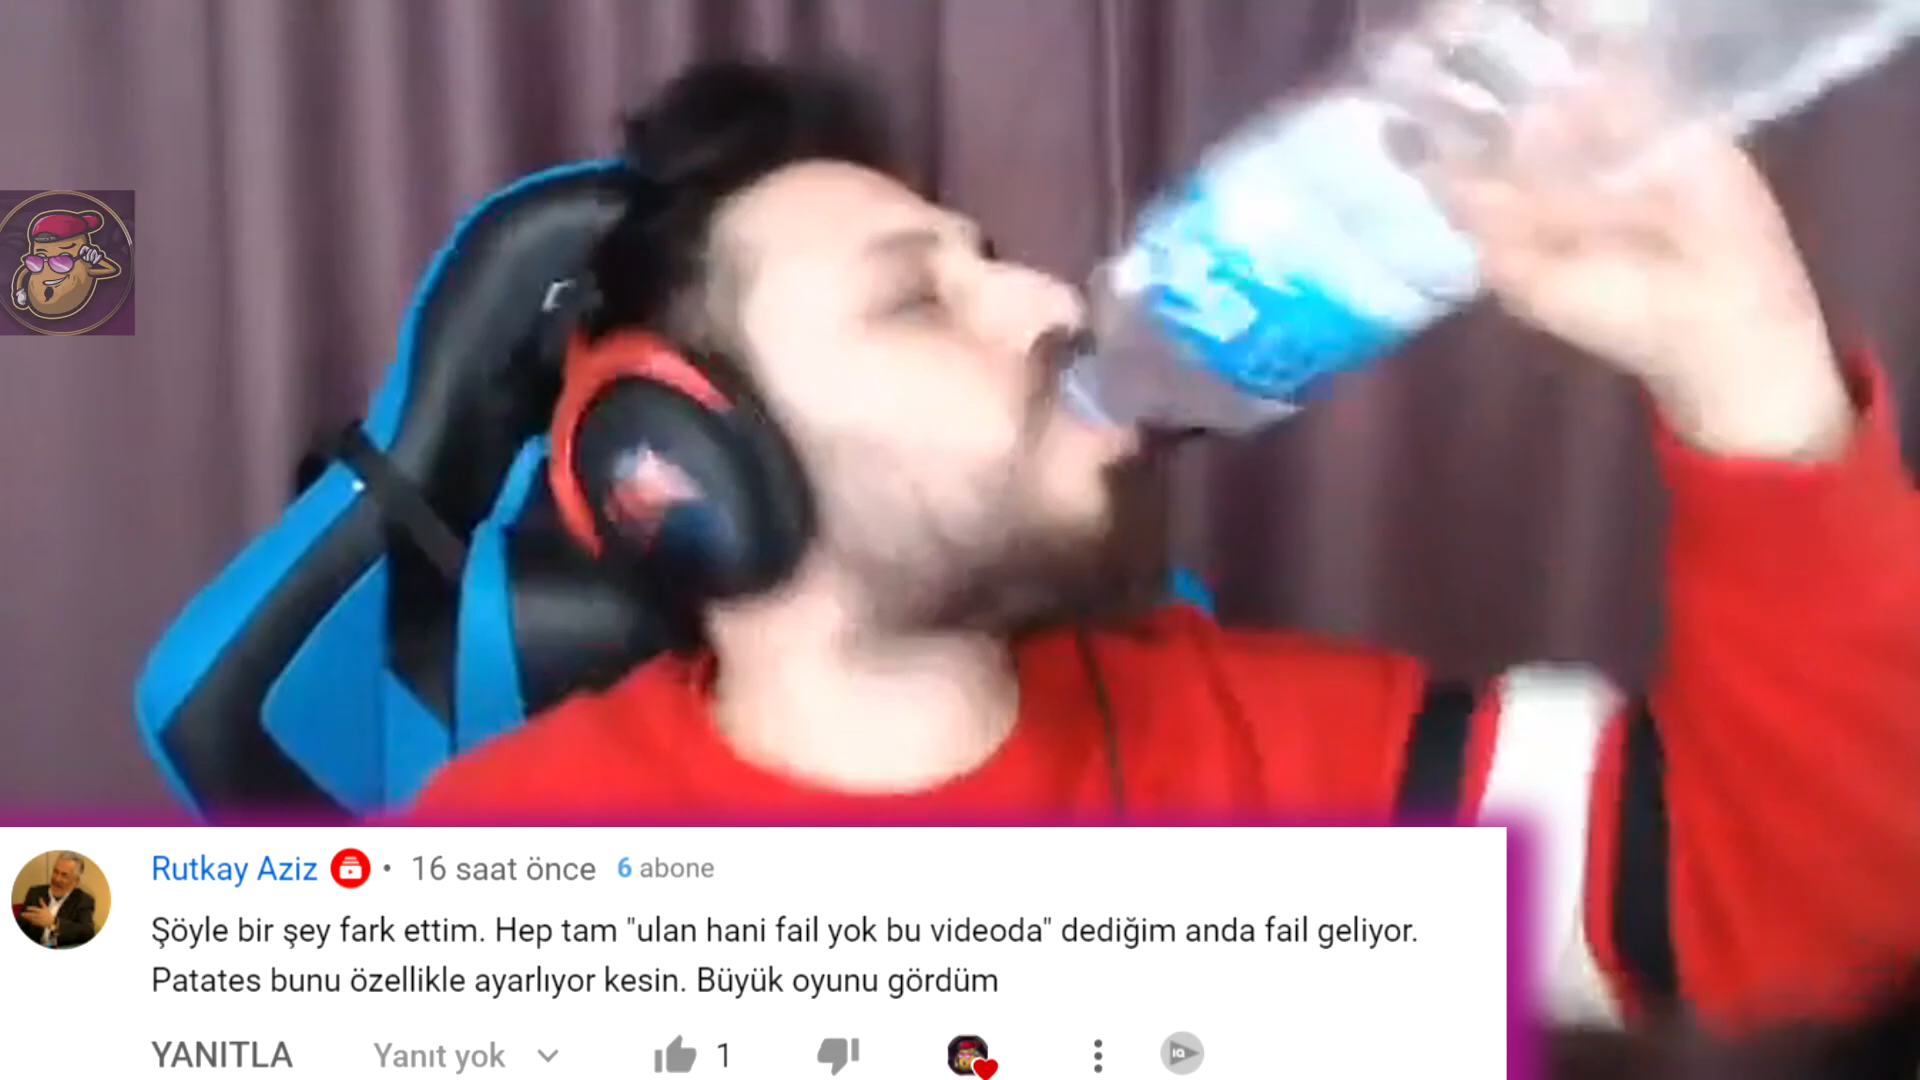 Rutkay Aziz • 16 saat önce 6 abone
Şöyle bir şey fark ettim. Hep tam "ulan hani fail yok bu videoda" dediğim anda fail geliyor.
Patates bunu özellikle ayarlıyor kesin. Büyük oyunu gördüm
YANITLA Yanıt yok 1